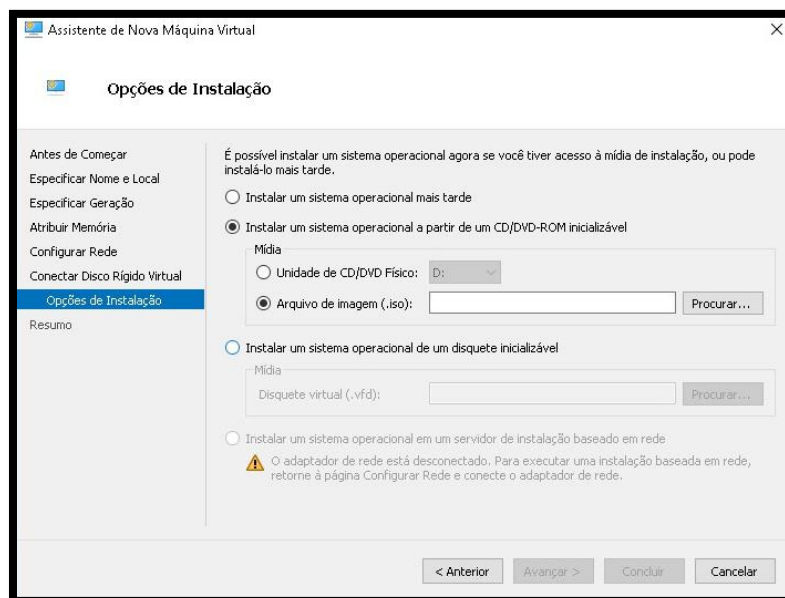 Assistente de Nova Máquina Virtual
Opções de Instalação
Antes de Começar
Especificar Nome e Local
Especificar Geração
Atribuir Memória
Configurar Rede
Conectar Disco Rígido Virtual
Opções de Instalação
Resumo
É possível instalar um sistema operacional agora se você tiver acesso à mídia de instalação, ou pode
instalá-lo mais tarde.
Instalar um sistema operacional mais tarde
Instalar um sistema operacional a partir de um CD/DVD-ROM inicializável
Mídia
Unidade de CD/DVD Físico: D:
Arquivo de imagem (.iso): Procurar...
Instalar um sistema operacional de um disquete inicializável
Mídia
Disquete virtual (.vfd): Procurar...
Instalar um sistema operacional em um servidor de instalação baseado em rede
O adaptador de rede está desconectado. Para executar uma instalação baseada em rede,
retorne à página Configurar Rede e conecte o adaptador de rede.
< Anterior Avançar > Concluir Cancelar